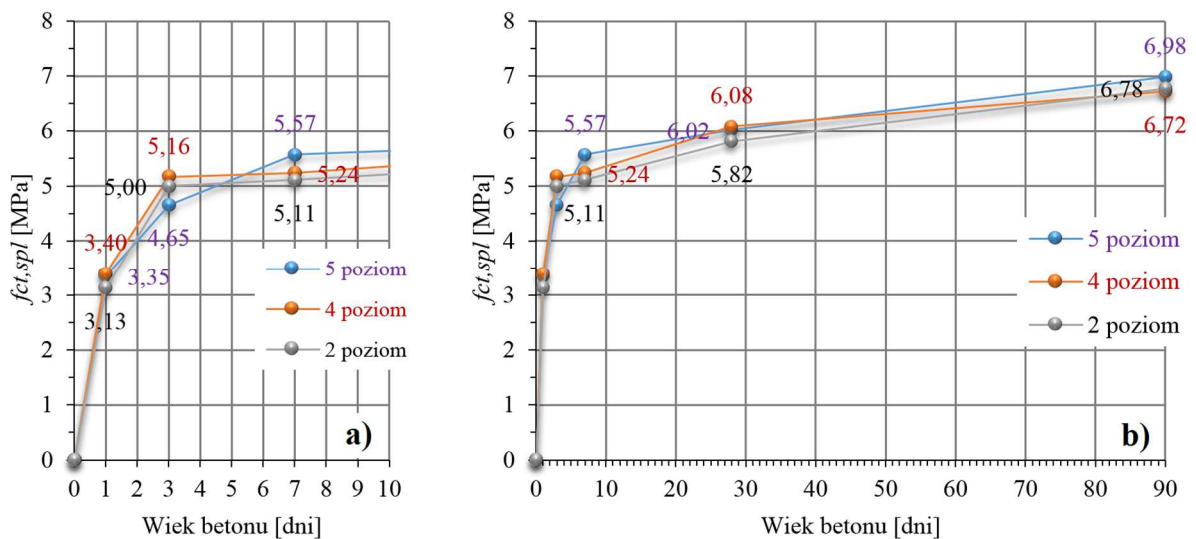 8
7
6
5
4
3
2
1
0
fct,spl [MPa]
5,57
5,16
5,00
5,24
5,11
3,40
4,65
3,35
3,13
5 poziom
4 poziom
2 poziom
a)
0 1 2 3 4 5 6 7 8 9 10
Wiek betonu [dni]
8
7
6
5
4
3
2
1
0
fct,spl [MPa]
6,98
6,78
6,72
6,08
5,57
6,02
5,24
5,82
5,11
5 poziom
4 poziom
2 poziom
b)
0 10 20 30 40 50 60 70 80 90
Wiek betonu [dni]